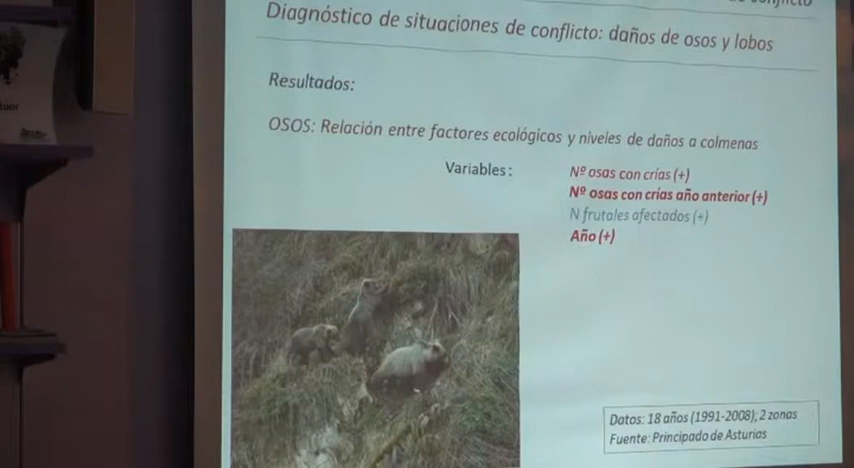 Diagnóstico de situaciones de conflicto: daños de osos y lobos
Resultados:
OSOS: Relación entre factores ecológicos y niveles de daños a colmenas
Variables:
Nº osas con crías (+)
Nº osas con crías año anterior (+)
N frutales afectados (+)
Año (+)
Datos: 18 años (1991-2008); 2 zonas
Fuente: Principado de Asturias